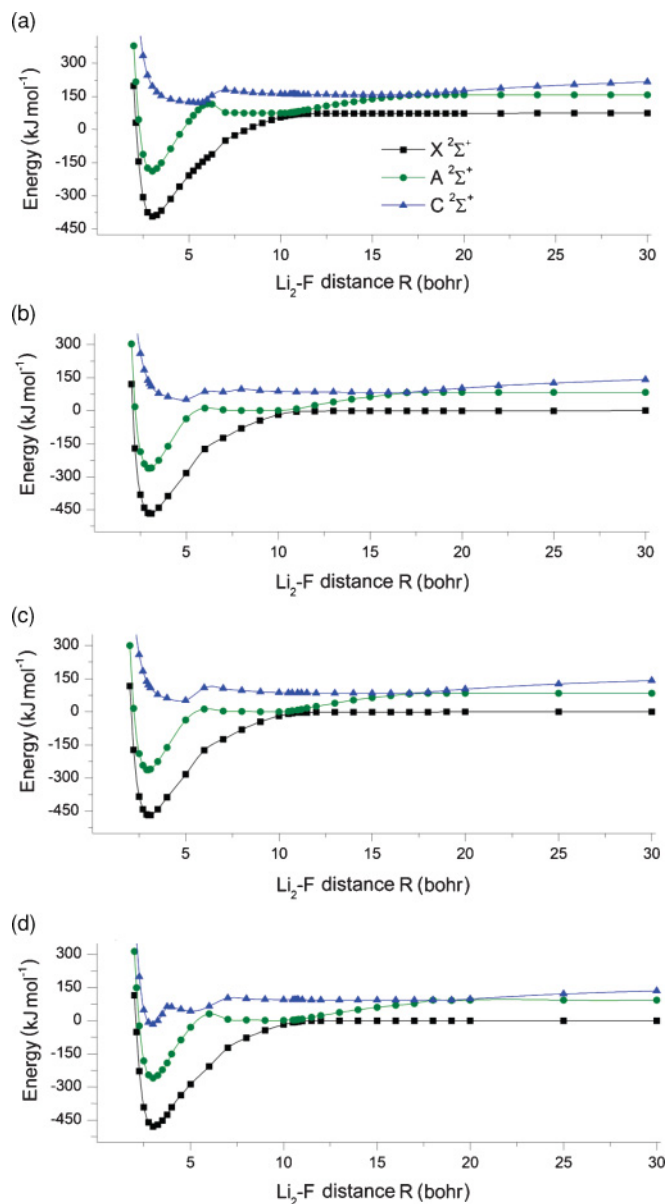 (a)
300
150
0
-150
-300
-450
Energy (kJ mol⁻¹)
X ²Σ⁺
A ²Σ⁺
C ²Σ⁺
5 10 15 20 25 30
Li₂-F distance R (bohr)
(b)
300
150
0
-150
-300
-450
Energy (kJ mol⁻¹)
5 10 15 20 25 30
Li₂-F distance R (bohr)
(c)
300
150
0
-150
-300
-450
Energy (kJ mol⁻¹)
5 10 15 20 25 30
Li₂-F distance R (bohr)
(d)
300
150
0
-150
-300
-450
Energy (kJ mol⁻¹)
5 10 15 20 25 30
Li₂-F distance R (bohr)